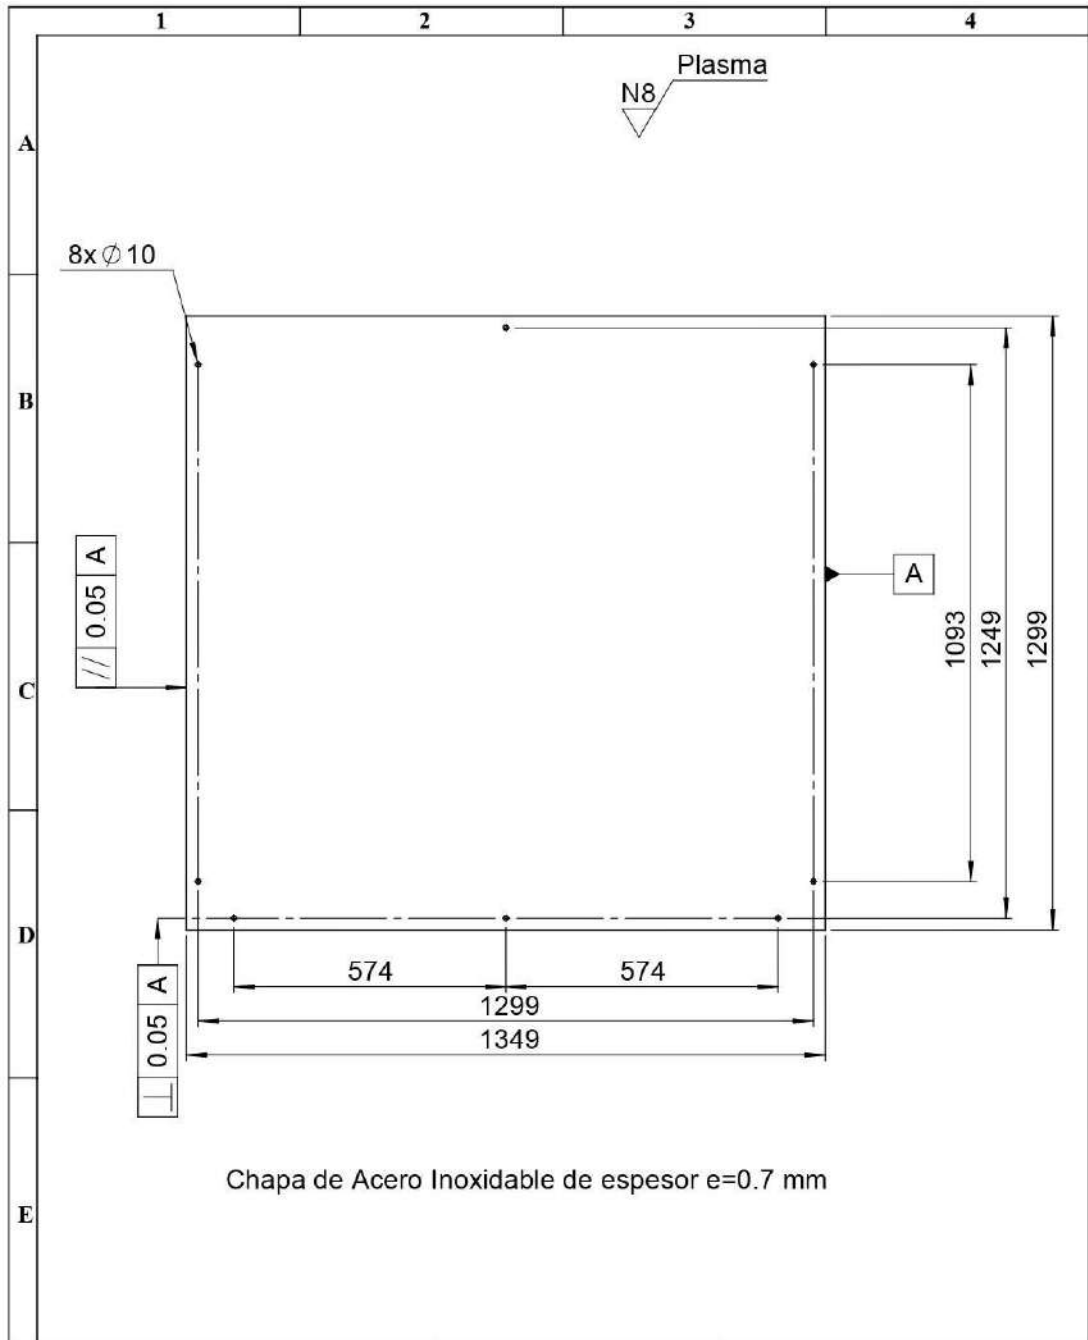 1 2 3 4
Plasma
N8
A
8x ∅ 10
B
// 0.05 A
A
1093
1249
1299
C
D
574 574
1299
1349
⊥ 0.05 A
Chapa de Acero Inoxidable de espesor e=0.7 mm
E